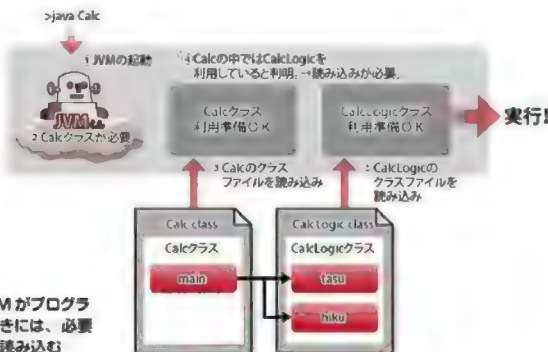 >java Calc
1 JVMの起動
4 Calcの中ではCalcLogicを
利用していると判明。→読み込みが必要。
JVMくん
2 Calcクラスが必要
Calcクラス
利用準備OK
CalcLogicクラス
利用準備OK
実行!
3 Calcのクラス
ファイルを読み込み
5 CalcLogicの
クラスファイルを
読み込み
Calc class
Calcクラス
main
CalcLogic class
CalcLogicクラス
tasu
hiku
Mがプログラ
きには、必要
読み込む